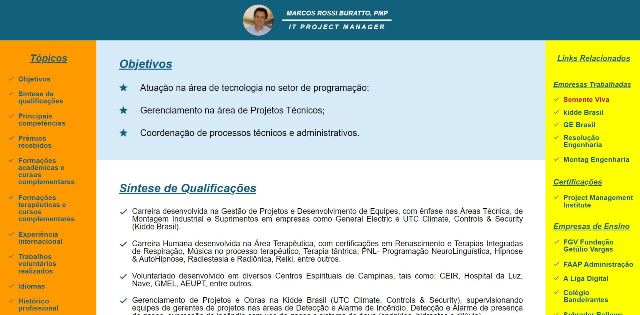 MARCOS ROSSI BURATTO, PMP
IT PROJECT MANAGER
Tópicos
Objetivos
Síntese de
qualificações
Principais
competências
Prêmios
recebidos
Formações
acadêmicas e
cursos
complementares
Formações
terapêuticas e
cursos
complementares
Experiência
internacional
Trabalhos
voluntários
realizados
Idiomas
Histórico
profissional
Objetivos
Atuação na área de tecnologia no setor de programação;
Gerenciamento na área de Projetos Técnicos;
Coordenação de processos técnicos e administrativos.
Síntese de Qualificações
Carreira desenvolvida na Gestão de Projetos e Desenvolvimento de Equipes, com ênfase nas Áreas Técnica, de
Montagem Industrial e Suprimentos em empresas como General Electric e UTC Climate, Controls & Security
(Kidde Brasil).
Carreira Humana desenvolvida na Área Terapêutica, com certificações em Renascimento e Terapias Integradas
de Respiração, Música no processo terapêutico, Terapia tântrica, PNL- Programação NeuroLinguística, Hipnose
& AutoHipnose, Radiestesia e Radiônica, Reiki, entre outros.
Voluntariado desenvolvido em diversos Centros Espirituais de Campinas, tais como: CEIR, Hospital da Luz,
Nave, GMEL, AEUPT, entre outros.
Gerenciamento de Projetos e Obras na Kidde Brasil (UTC Climate, Controls & Security), supervisionando
equipes de gerentes de projetos nas áreas de Detecção e Alarme de Incêndio, Detecção e Alarme de presença
Links Relacionados
Empresas Trabalhadas
Semente Viva
kidde Brasil
GE Brasil
Resolução
Engenharia
Montag Engenharia
Certificações
Project Management
Institute
Empresas de Ensino
FGV Fundação
Getúlio Vargas
FAAP Administração
A Liga Digital
Colégio
Bandeirantes